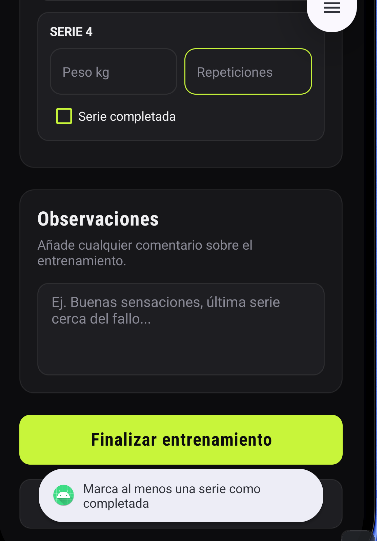 SERIE 4
Peso kg
Repeticiones
Serie completada
Observaciones
Añade cualquier comentario sobre el
entrenamiento.
Ej. Buenas sensaciones, última serie
cerca del fallo...
Finalizar entrenamiento
Marca al menos una serie como
completada